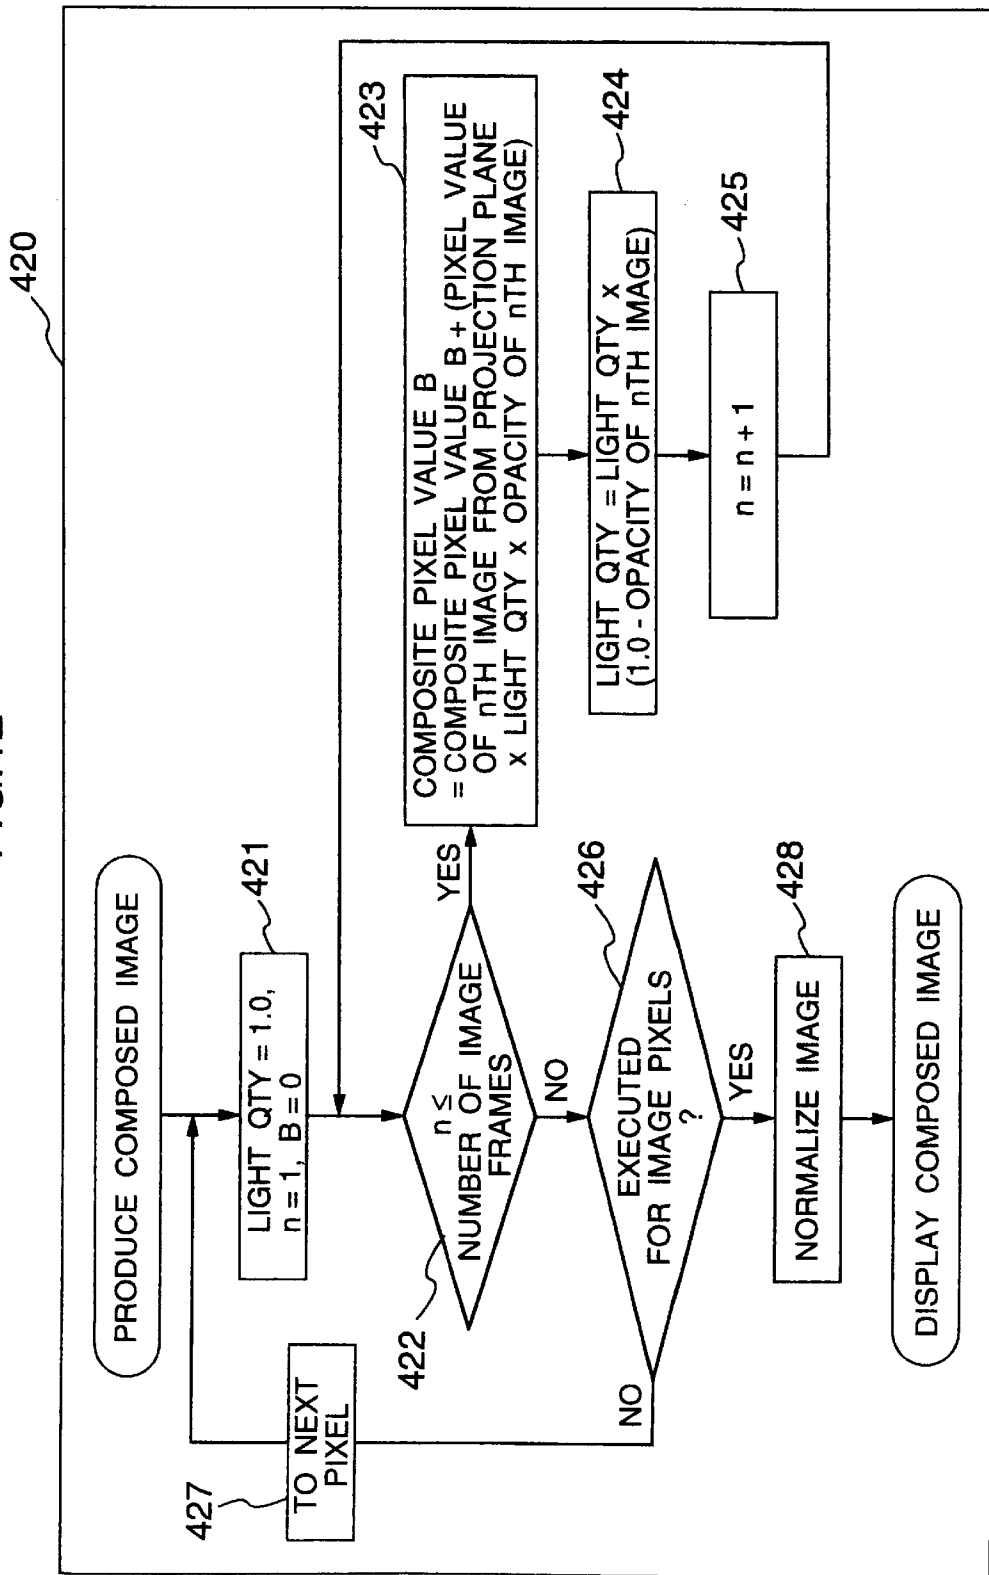 420
PRODUCE COMPOSED IMAGE
421
LIGHT QTY = 1.0,
n = 1, B = 0
422
n ≤
NUMBER OF IMAGE
FRAMES
YES
NO
423
COMPOSITE PIXEL VALUE B
= COMPOSITE PIXEL VALUE B + (PIXEL VALUE
OF nTH IMAGE FROM PROJECTION PLANE
x LIGHT QTY x OPACITY OF nTH IMAGE)
424
LIGHT QTY = LIGHT QTY x
(1.0 - OPACITY OF nTH IMAGE)
425
n = n + 1
426
EXECUTED
FOR IMAGE PIXELS
?
NO
YES
427
TO NEXT
PIXEL
428
NORMALIZE IMAGE
DISPLAY COMPOSED IMAGE